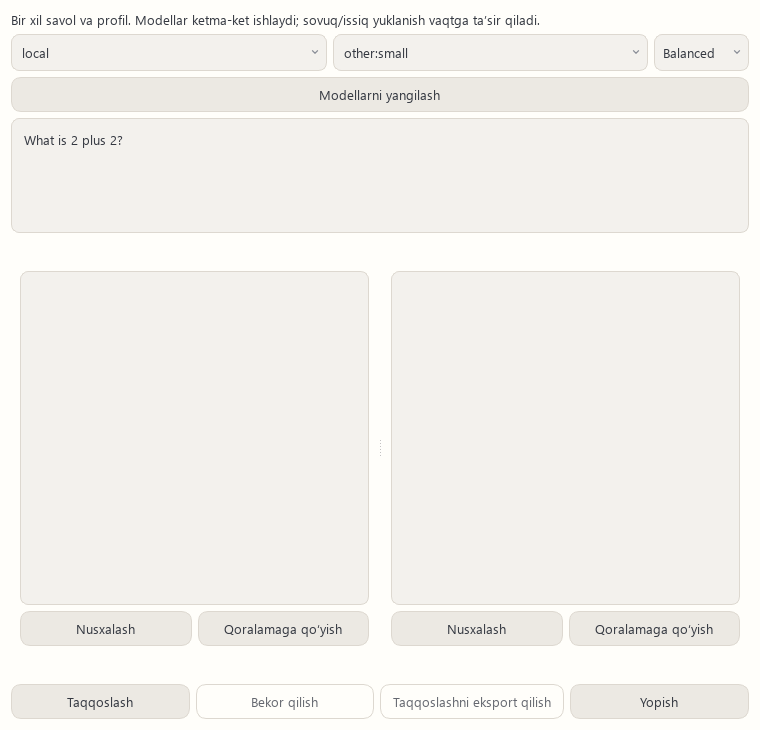 Bir xil savol va profil. Modellar ketma-ket ishlaydi; sovuq/issiq yuklanish vaqtga ta’sir qiladi.
local other:small Balanced
Modellarni yangilash
What is 2 plus 2?
Nusxalash Qoralamaga qo‘yish Nusxalash Qoralamaga qo‘yish
Taqqoslash Bekor qilish Taqqoslashni eksport qilish Yopish